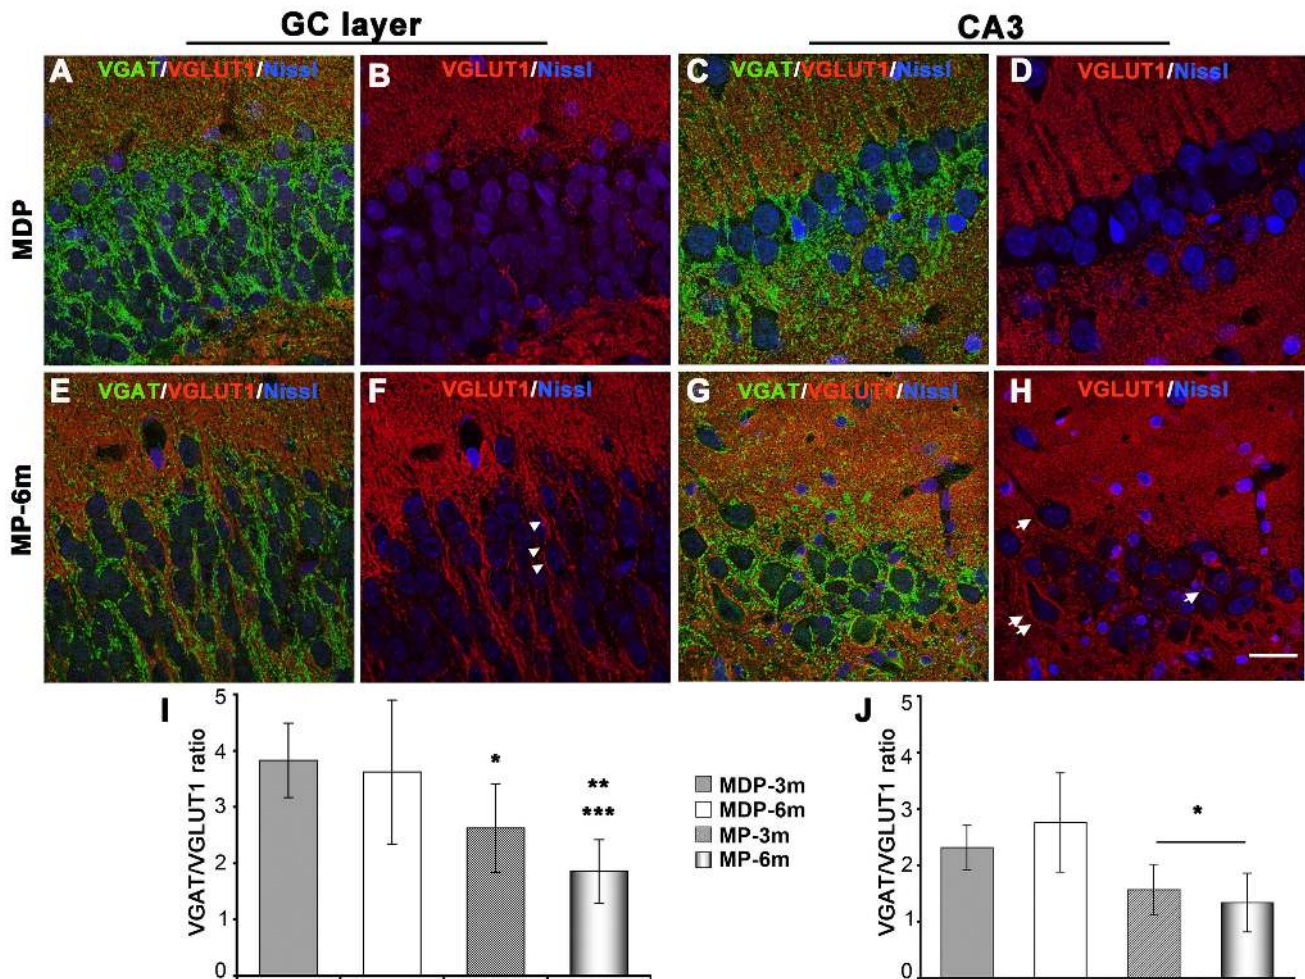 GC layer
CA3
MDP
A
VGAT/VGLUT1/Nissl
B
VGLUT1/Nissl
C
VGAT/VGLUT1/Nissl
D
VGLUT1/Nissl
MP-6m
E
VGAT/VGLUT1/Nissl
F
VGLUT1/Nissl
G
VGAT/VGLUT1/Nissl
H
VGLUT1/Nissl
I
VGAT/VGLUT1 ratio
5
4
3
2
1
0
*
**
***
MDP-3m
MDP-6m
MP-3m
MP-6m
J
VGAT/VGLUT1 ratio
5
4
3
2
1
0
*